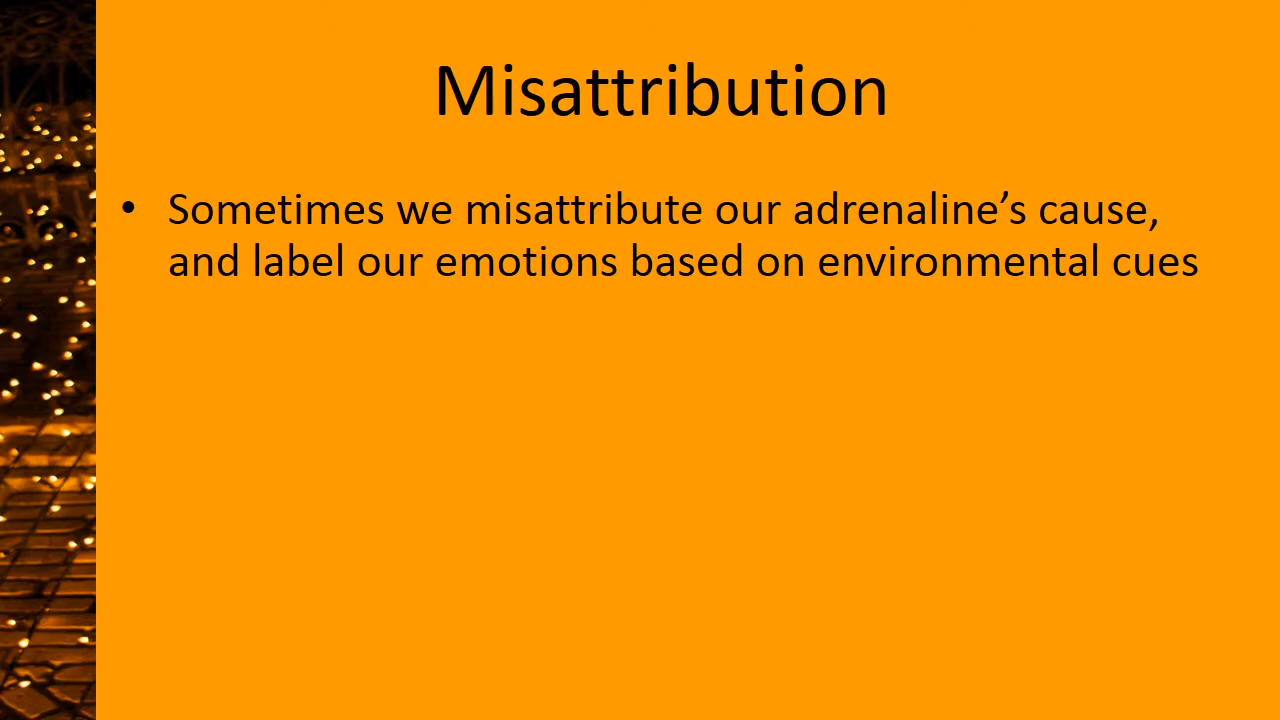 Misattribution
• Sometimes we misattribute our adrenaline’s cause,
and label our emotions based on environmental cues